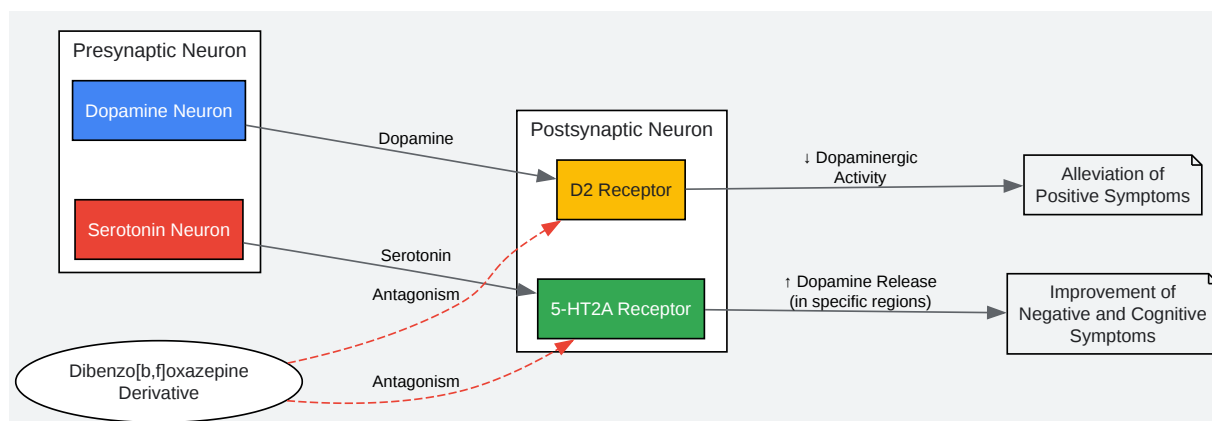 Presynaptic Neuron
Dopamine Neuron
Serotonin Neuron
Dopamine
Serotonin
Antagonism
Antagonism
Dibenzo[b,f]oxazepine
Derivative
Postsynaptic Neuron
D2 Receptor
5-HT2A Receptor
↓ Dopaminergic
Activity
↑ Dopamine Release
(in specific regions)
Alleviation of
Positive Symptoms
Improvement of
Negative and Cognitive
Symptoms